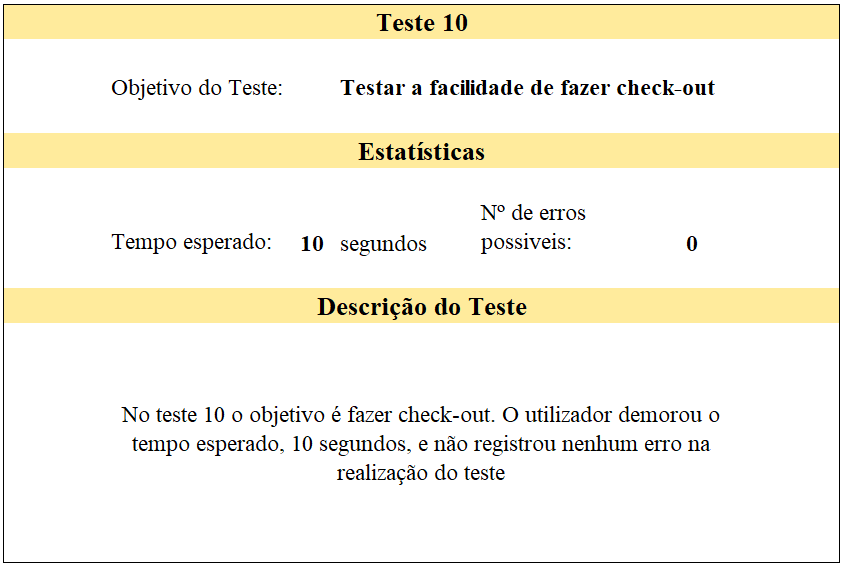 Teste 10
Objetivo do Teste: Testar a facilidade de fazer check-out
Estatísticas
Tempo esperado: 10 segundos
Nº de erros
possiveis: 0
Descrição do Teste
No teste 10 o objetivo é fazer check-out. O utilizador demorou o
tempo esperado, 10 segundos, e não registrou nenhum erro na
realização do teste